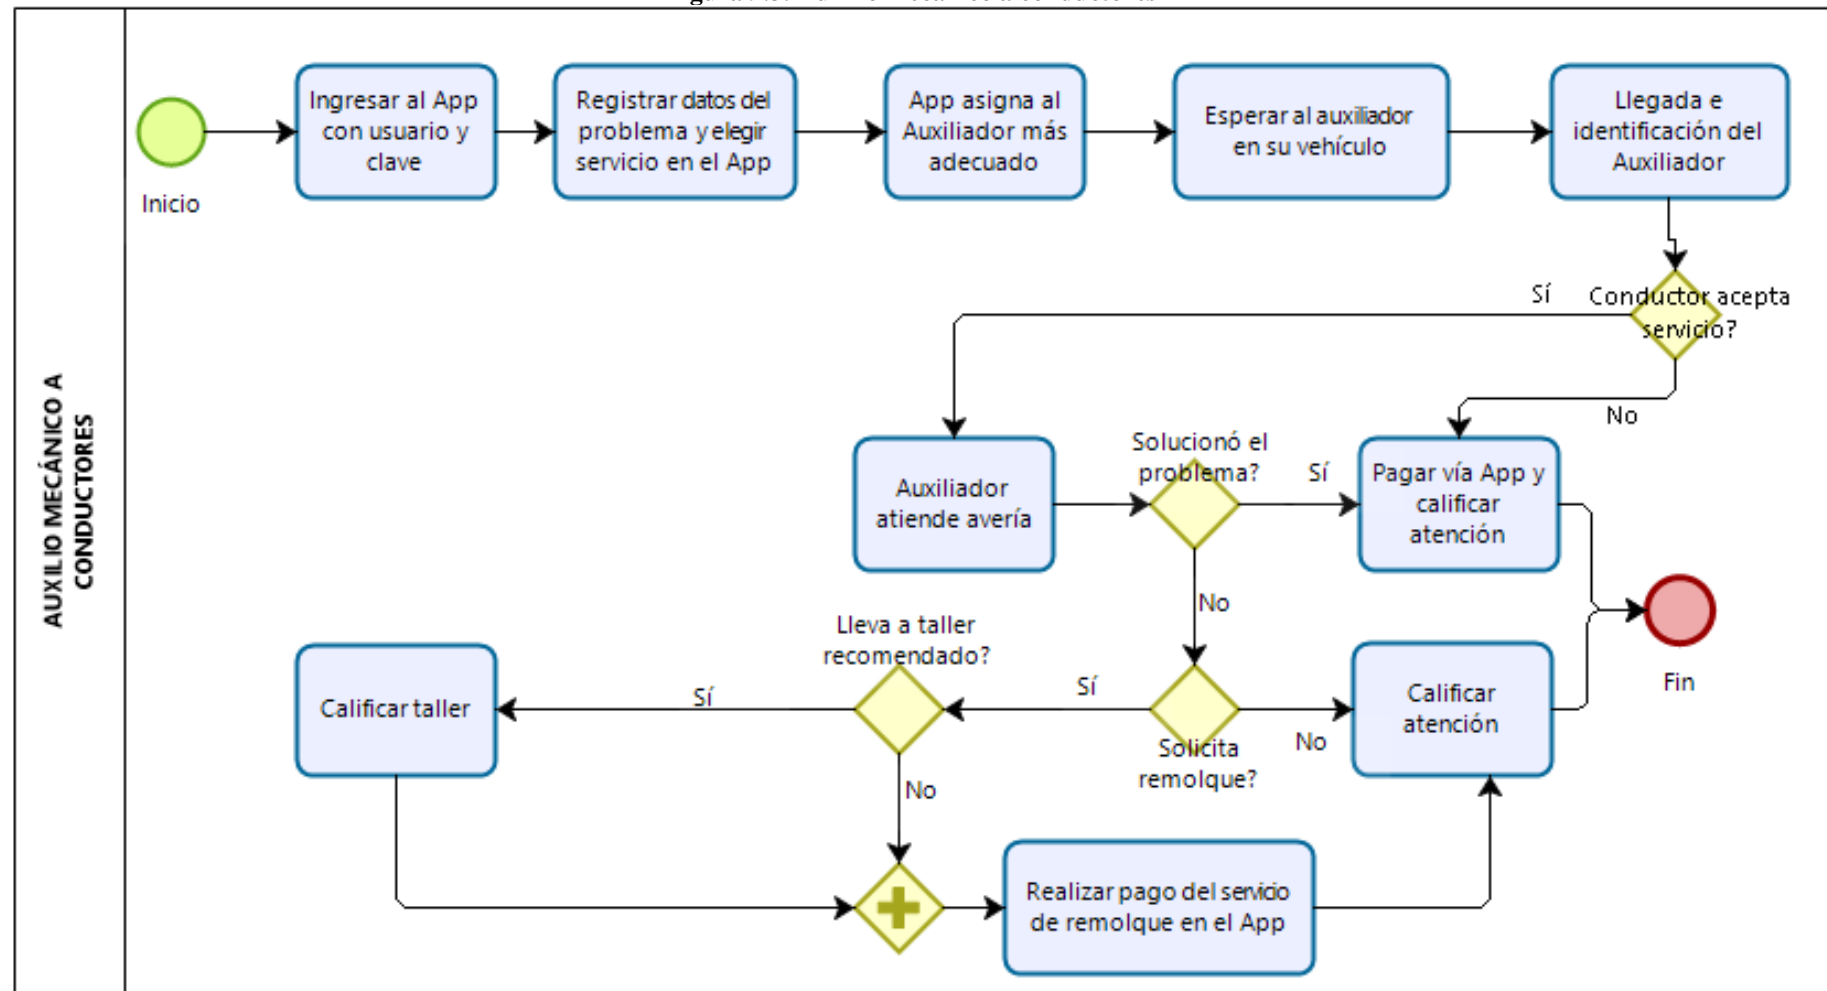 AUXILIO MECÁNICO A
CONDUCTORES
Inicio
Ingresar al App
con usuario y
clave
Registrar datos del
problema y elegir
servicio en el App
App asigna al
Auxiliador más
adecuado
Esperar al auxiliador
en su vehículo
Llegada e
identificación del
Auxiliador
Conductor acepta
servicio?
Sí
No
Auxiliador
atiende avería
Solucionó el
problema?
Sí
Pagar vía App y
calificar
atención
No
Fin
Solicita
remolque?
Sí
No
Calificar
atención
Lleva a taller
recomendado?
Sí
Calificar taller
No
Realizar pago del servicio
de remolque en el App